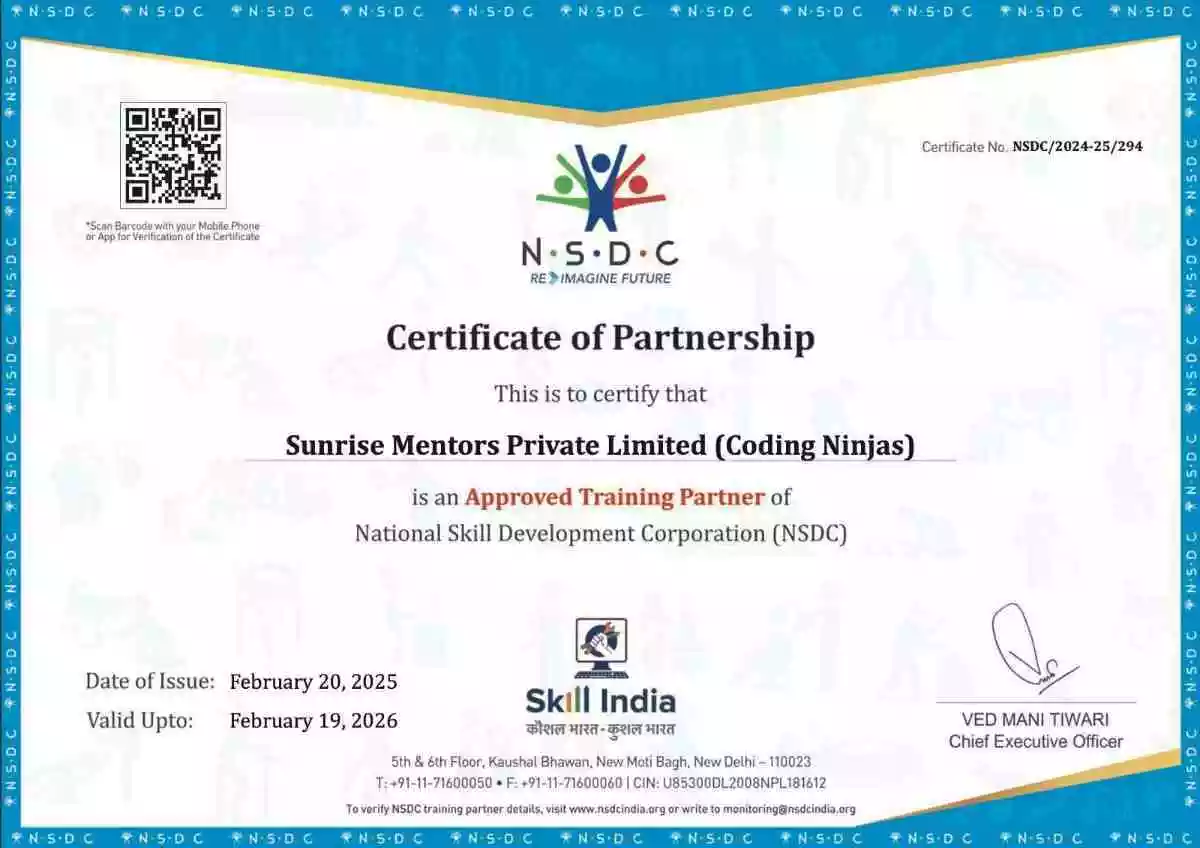 N·S·D·C N·S·D·C N·S·D·C N·S·D·C N·S·D·C N·S·D·C N·S·D·C N·S·D·C N·S·D·C N·S·D·C N·S·D·C
Certificate No. NSDC/2024-25/294
*Scan Barcode with your Mobile Phone
or App for Verification of the Certificate
N·S·D·C
RE IMAGINE FUTURE
Certificate of Partnership
This is to certify that
Sunrise Mentors Private Limited (Coding Ninjas)
is an Approved Training Partner of
National Skill Development Corporation (NSDC)
Date of Issue: February 20, 2025
Valid Upto: February 19, 2026
Skill India
कौशल भारत - कुशल भारत
VED MANI TIWARI
Chief Executive Officer
5th & 6th Floor, Kaushal Bhawan, New Moti Bagh, New Delhi – 110023
T: +91-11-71600050 • F: +91-11-71600060 | CIN: U85300DL2008NPL181612
To verify NSDC training partner details, visit www.nsdcindia.org or write to monitoring@nsdcindia.org
N·S·D·C N·S·D·C N·S·D·C N·S·D·C N·S·D·C N·S·D·C N·S·D·C N·S·D·C N·S·D·C N·S·D·C N·S·D·C